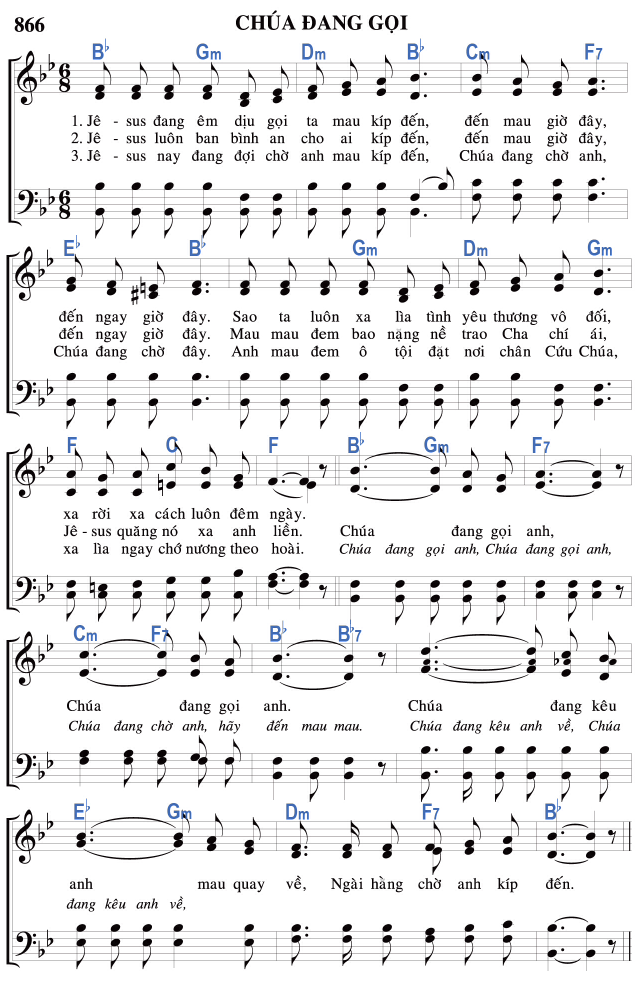 866 CHÚA ĐANG GỌI
B♭ Gm Dm B♭ Cm F7
1. Jê - sus đang êm dịu gọi ta mau kíp đến, đến mau giờ đây,
2. Jê - sus luôn ban bình an cho ai kíp đến, đến mau giờ đây,
3. Jê - sus nay đang đợi chờ anh mau kíp đến, Chúa đang chờ anh,
E♭ B♭ Gm Dm Gm
đến ngay giờ đây. Sao ta luôn xa lìa tình yêu thương vô đối,
đến ngay giờ đây. Mau mau đem bao nặng nề trao Cha chí ái,
Chúa đang chờ đây. Anh mau đem ô tội đặt nơi chân Cứu Chúa,
F C F B♭ Gm F7
xa rời xa cách luôn đêm ngày.
Jê - sus quăng nó xa anh liền. Chúa đang gọi anh,
xa lìa ngay chớ nương theo hoài. Chúa đang gọi anh, Chúa đang gọi anh,
Cm F7 B♭ B♭7
Chúa đang gọi anh. Chúa đang kêu
Chúa đang chờ anh, hãy đến mau mau. Chúa đang kêu anh về, Chúa
E♭ Gm Dm F7 B♭
anh mau quay về, Ngài hằng chờ anh kíp đến.
đang kêu anh về,